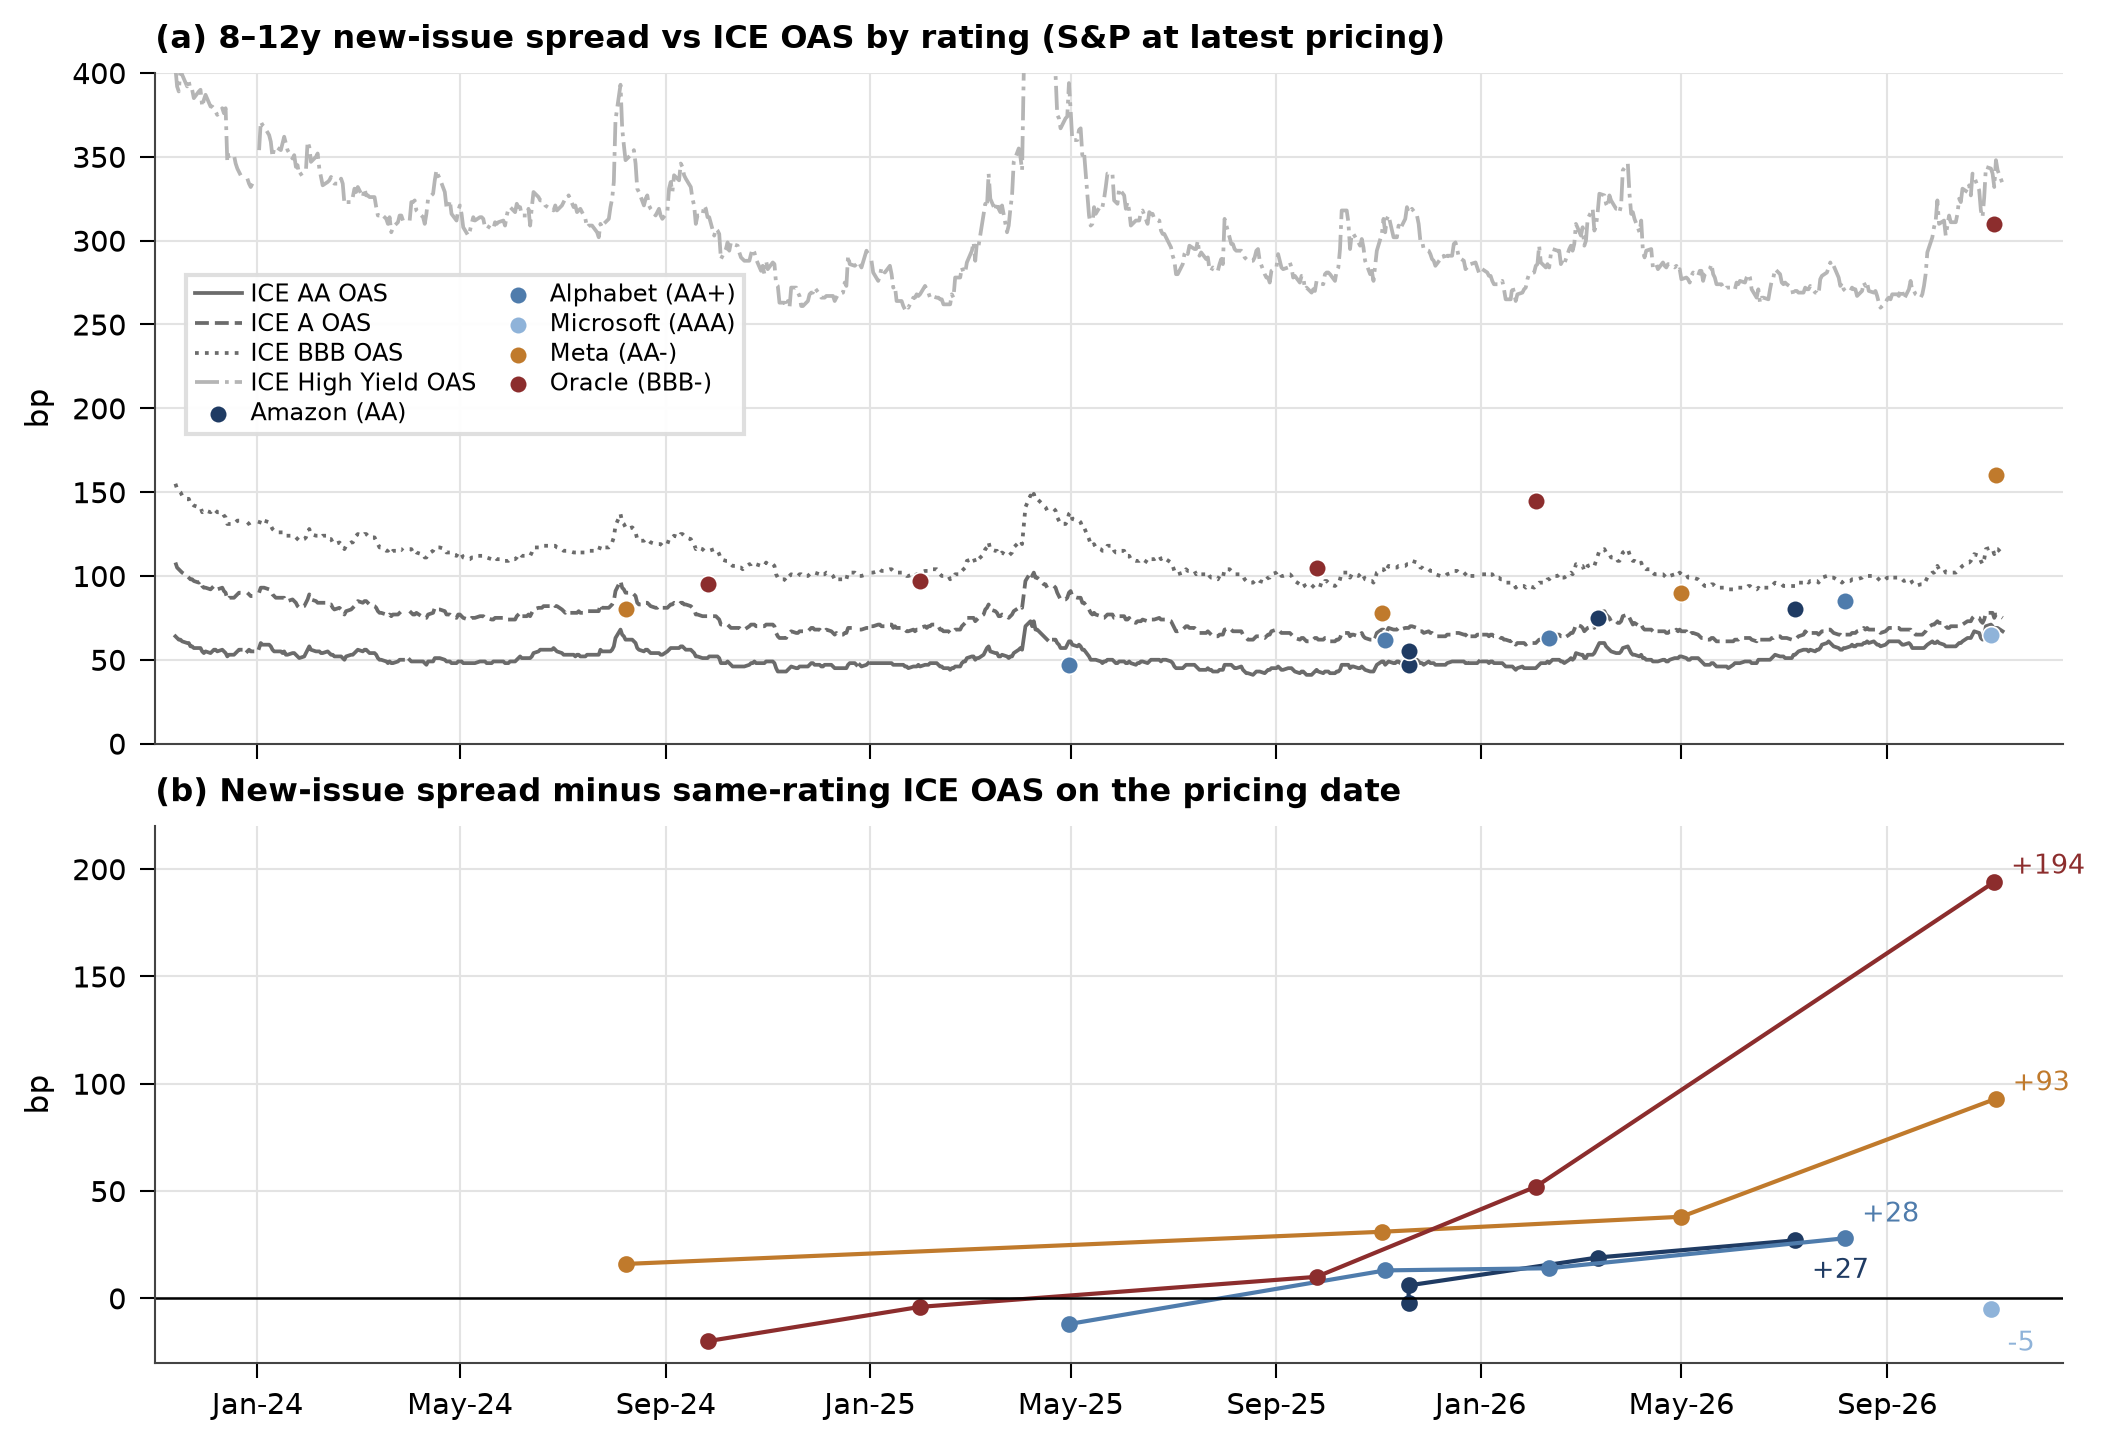 (a) 8–12y new-issue spread vs ICE OAS by rating (S&P at latest pricing)
400
350
300
250
200
150
100
50
0
bp
ICE AA OAS
ICE A OAS
ICE BBB OAS
ICE High Yield OAS
Amazon (AA)
Alphabet (AA+)
Microsoft (AAA)
Meta (AA-)
Oracle (BBB-)
(b) New-issue spread minus same-rating ICE OAS on the pricing date
200
150
100
50
0
bp
+194
+93
+28
+27
-5
Jan-24
May-24
Sep-24
Jan-25
May-25
Sep-25
Jan-26
May-26
Sep-26